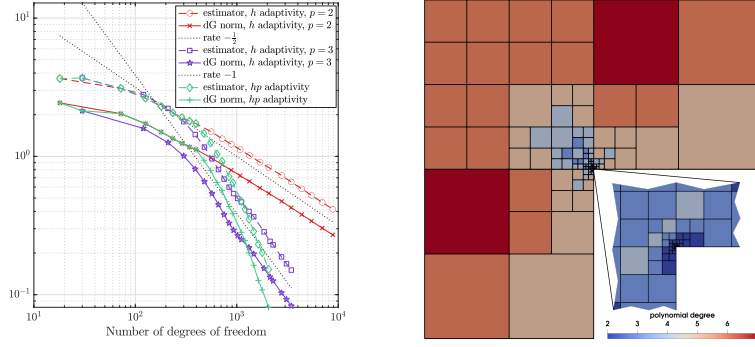 10^1
10^0
10^-1
10^1
10^2
10^3
10^4
Number of degrees of freedom
estimator, h adaptivity, p = 2
dG norm, h adaptivity, p = 2
rate −1/2
estimator, h adaptivity, p = 3
dG norm, h adaptivity, p = 3
rate −1
estimator, hp adaptivity
dG norm, hp adaptivity
polynomial degree
2 3 4 5 6